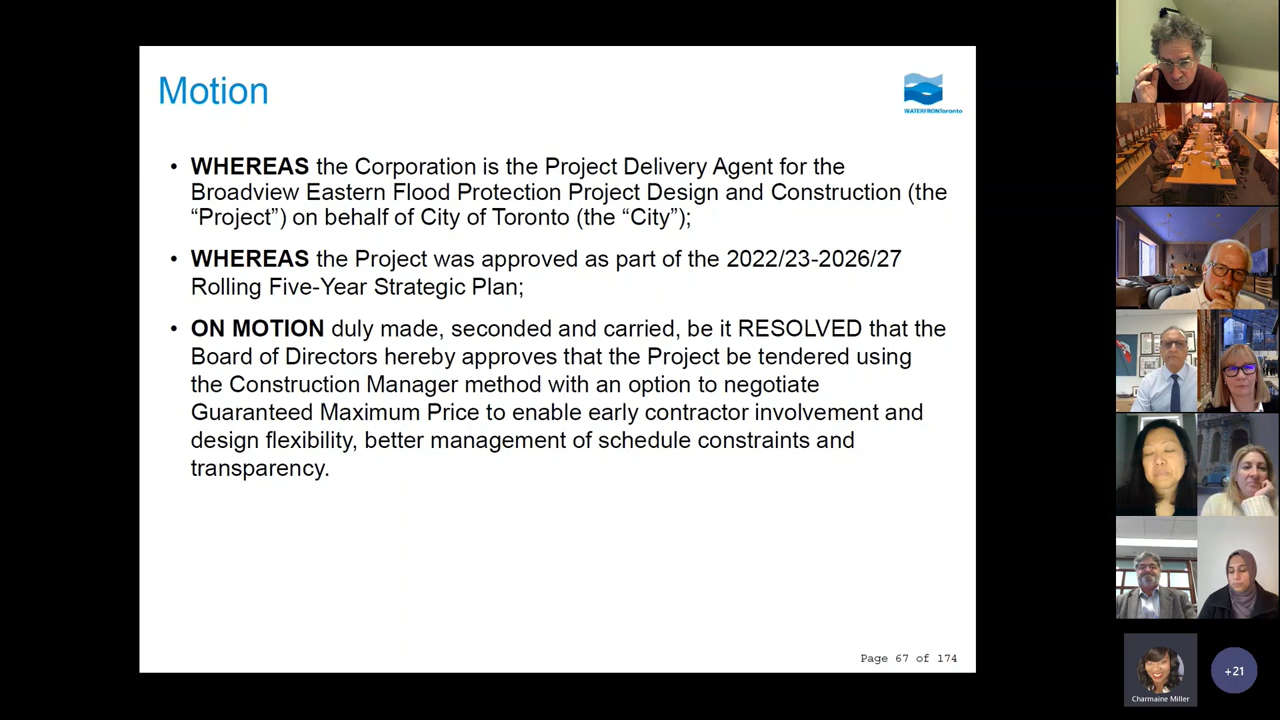 Motion
WATERFRONToronto
• WHEREAS the Corporation is the Project Delivery Agent for the
Broadview Eastern Flood Protection Project Design and Construction (the
“Project”) on behalf of City of Toronto (the “City”);
• WHEREAS the Project was approved as part of the 2022/23-2026/27
Rolling Five-Year Strategic Plan;
• ON MOTION duly made, seconded and carried, be it RESOLVED that the
Board of Directors hereby approves that the Project be tendered using
the Construction Manager method with an option to negotiate
Guaranteed Maximum Price to enable early contractor involvement and
design flexibility, better management of schedule constraints and
transparency.
Page 67 of 174
Charmaine Miller
+21